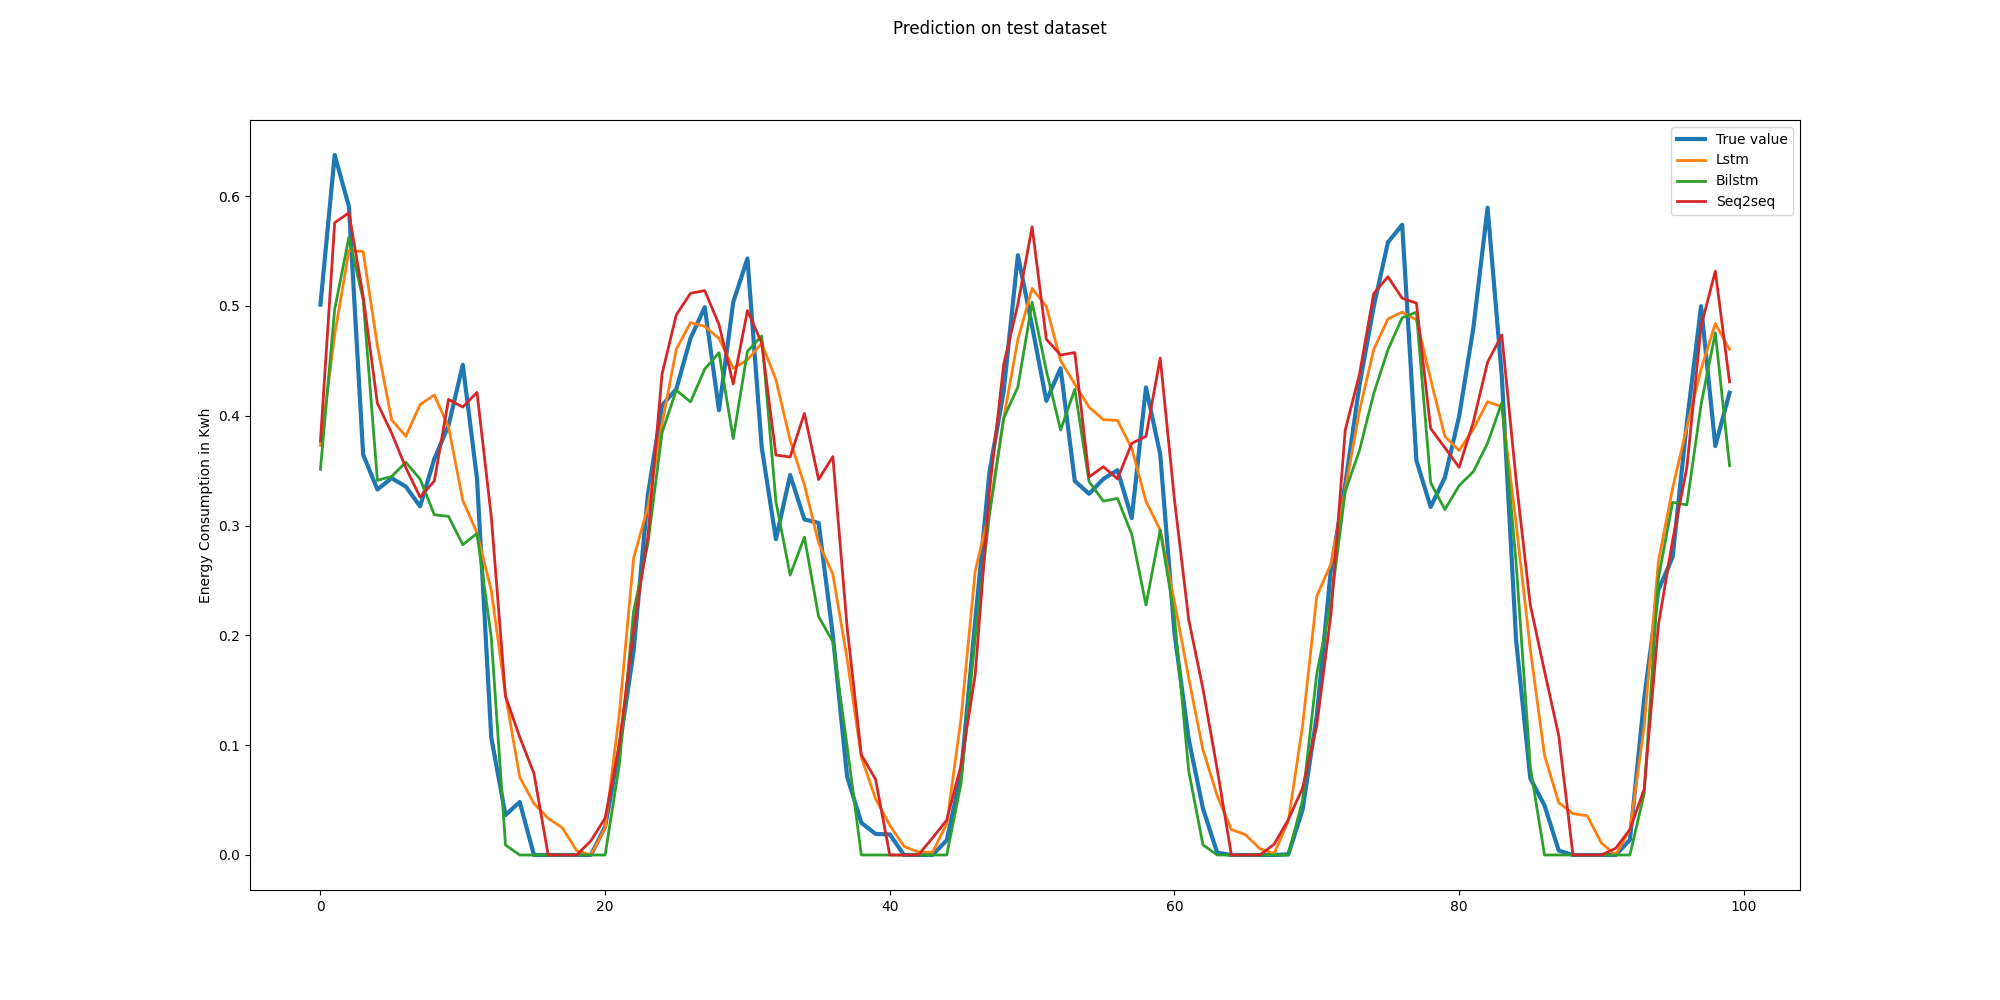 Prediction on test dataset
Energy Consumption in Kwh
0.6
0.5
0.4
0.3
0.2
0.1
0.0
0 20 40 60 80 100
True value
Lstm
Bilstm
Seq2seq